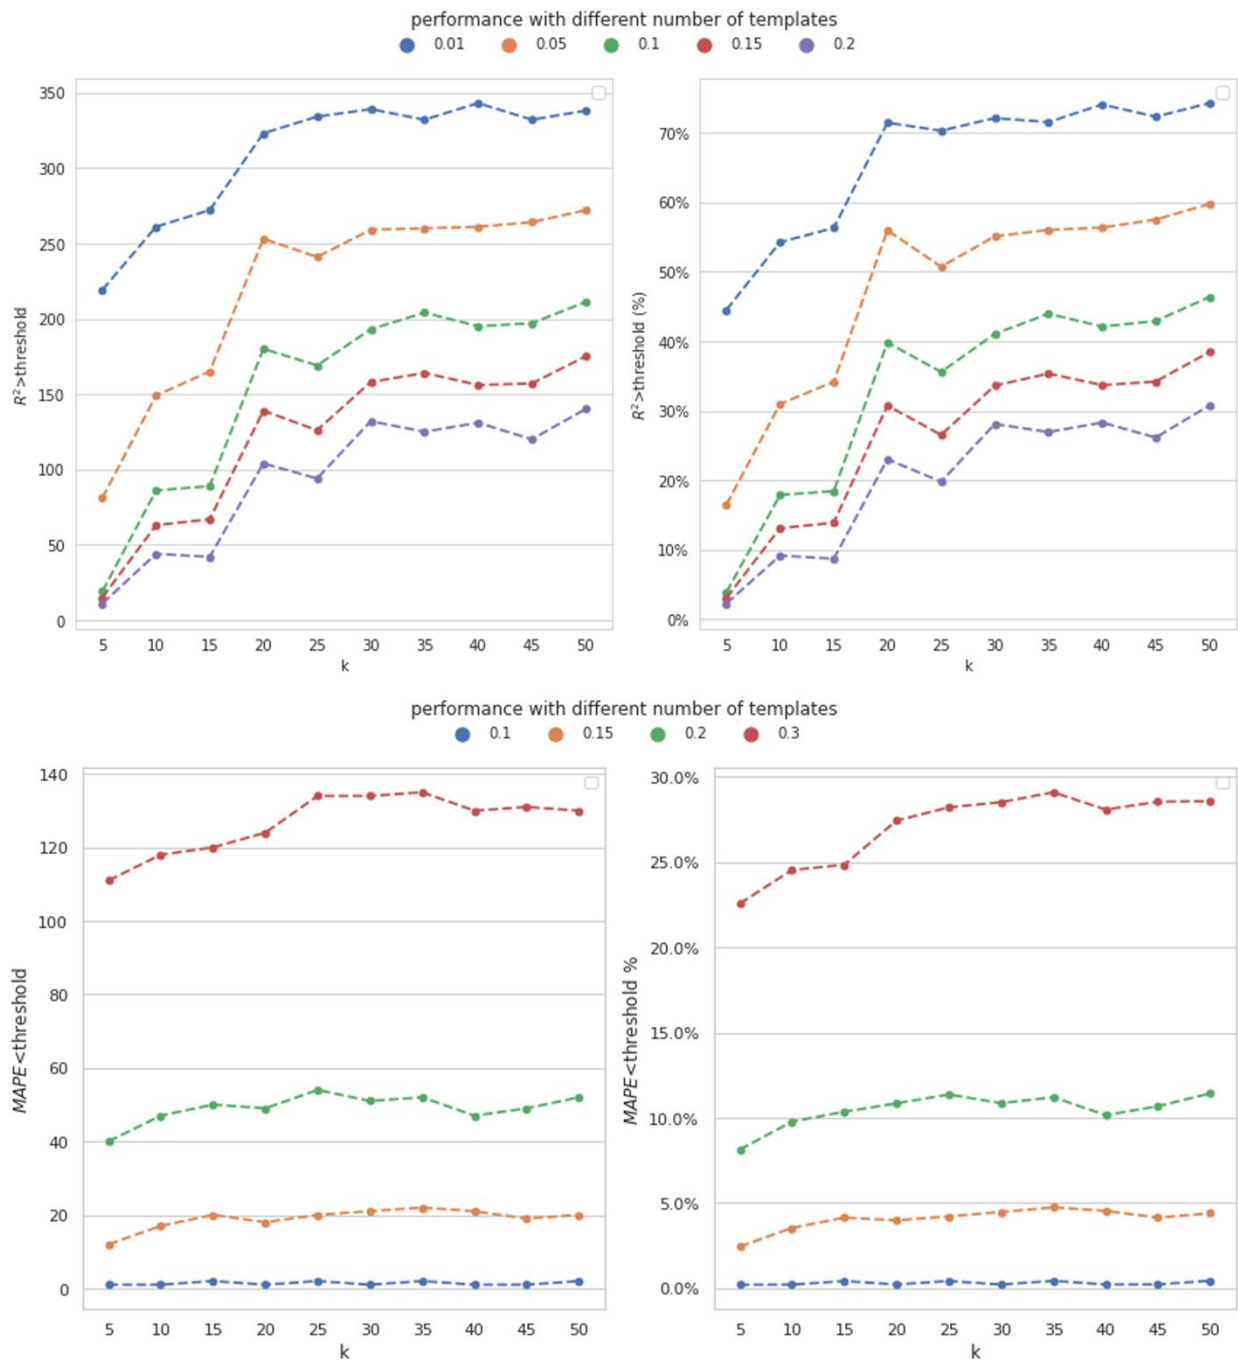 performance with different number of templates
0.01 0.05 0.1 0.15 0.2
350
300
250
200
150
100
50
0
R²>threshold
5 10 15 20 25 30 35 40 45 50
k
70%
60%
50%
40%
30%
20%
10%
0%
R²>threshold (%)
5 10 15 20 25 30 35 40 45 50
k
performance with different number of templates
0.1 0.15 0.2 0.3
140
120
100
80
60
40
20
0
MAPE<threshold
5 10 15 20 25 30 35 40 45 50
k
30.0%
25.0%
20.0%
15.0%
10.0%
5.0%
0.0%
MAPE<threshold %
5 10 15 20 25 30 35 40 45 50
k